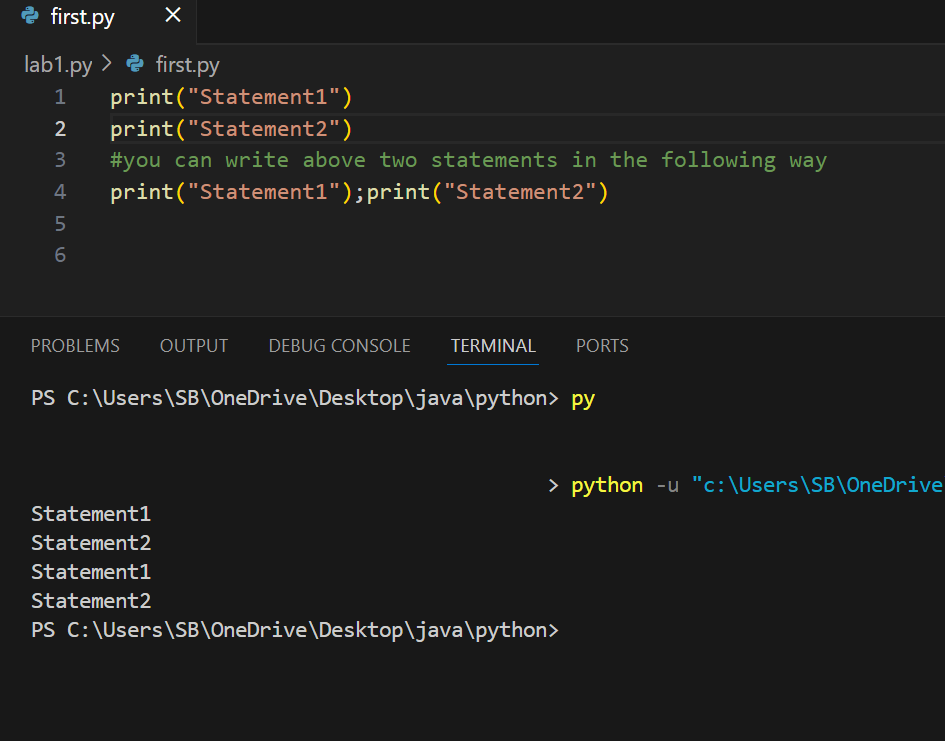 first.py
lab1.py > first.py
1 print("Statement1")
2 print("Statement2")
3 #you can write above two statements in the following way
4 print("Statement1");print("Statement2")
5
6
PROBLEMS OUTPUT DEBUG CONSOLE TERMINAL PORTS
PS C:\Users\SB\OneDrive\Desktop\java\python> py
> python -u "c:\Users\SB\OneDrive
Statement1
Statement2
Statement1
Statement2
PS C:\Users\SB\OneDrive\Desktop\java\python>